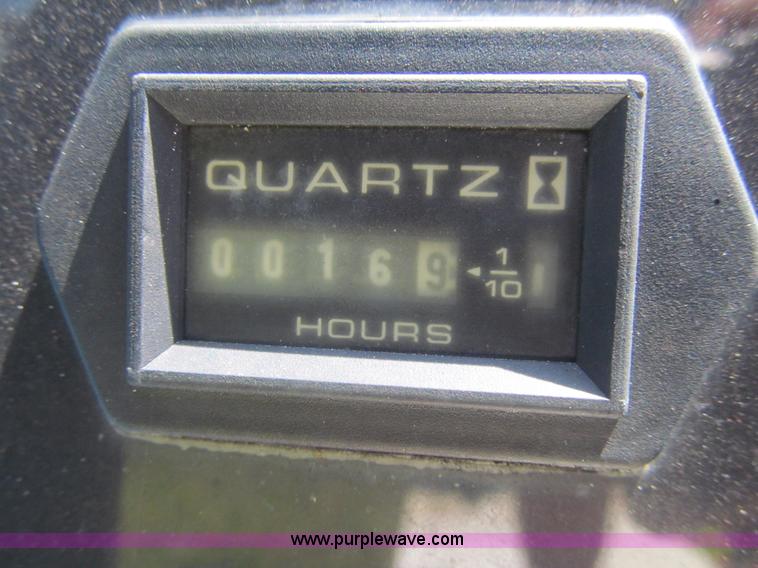 QUARTZ
00169 ◄ 1/10
HOURS
www.purplewave.com